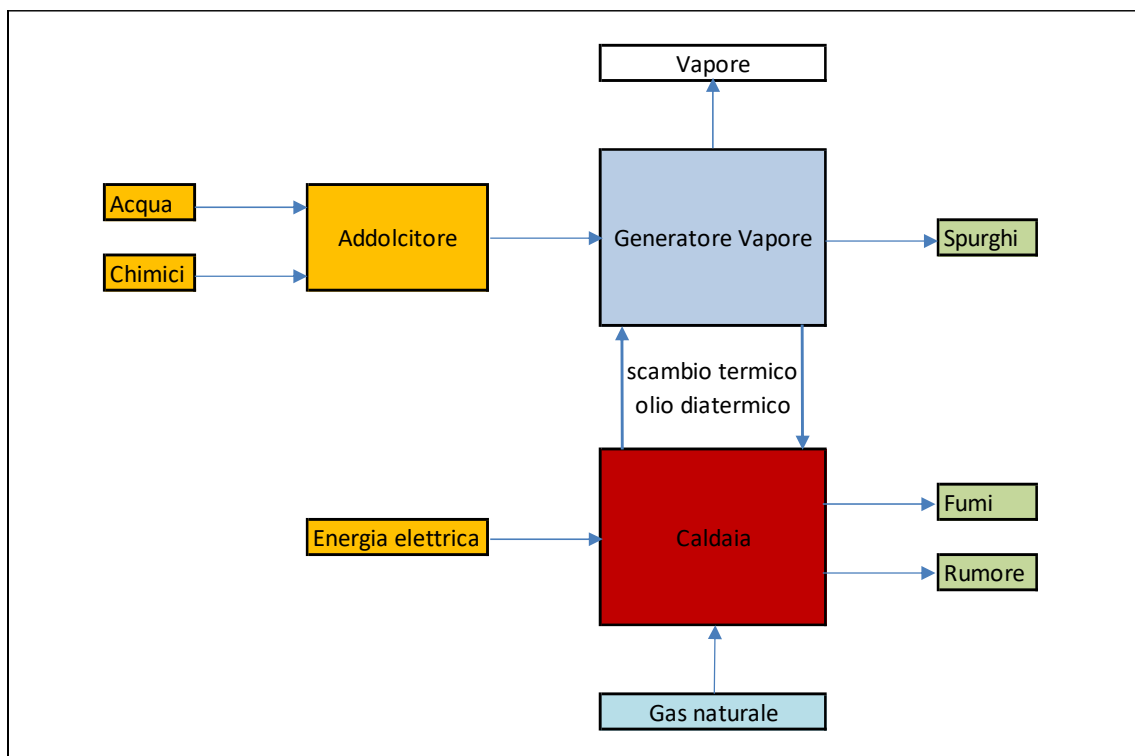 Vapore
Acqua
Addolcitore
Generatore Vapore
Spurghi
Chimici
scambio termico
olio diatermico
Fumi
Energia elettrica
Caldaia
Rumore
Gas naturale